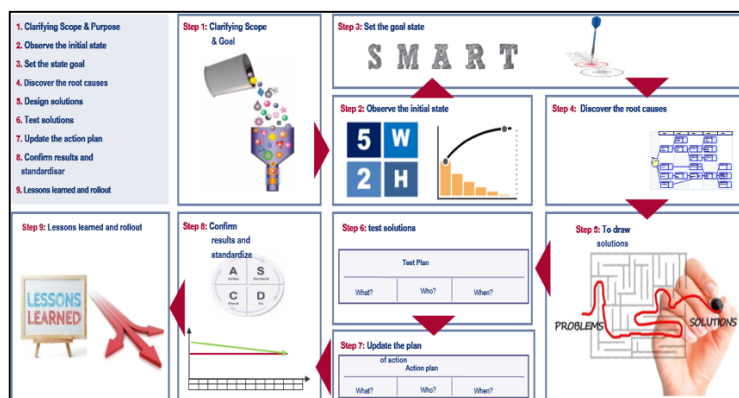 1. Clarifying Scope & Purpose
2. Observe the initial state
3. Set the state goal
4. Discover the root causes
5. Design solutions
6. Test solutions
7. Update the action plan
8. Confirm results and
standardisar
9. Lessons learned and rollout
Step 1: Clarifying Scope
& Goal
Step 3: Set the goal state
S M A R T
Step 2: Observe the initial state
5 W
2 H
Step 4: Discover the root causes
Step 9: Lessons learned and rollout
LESSONS
LEARNED
Step 8: Confirm
results and
standardize
A S
C D
Step 6: test solutions
Test Plan
What? Who? When?
Step 7: Update the plan
of action
Action plan
What? Who? When?
Step 5: To draw
solutions
PROBLEMS
SOLUTIONS